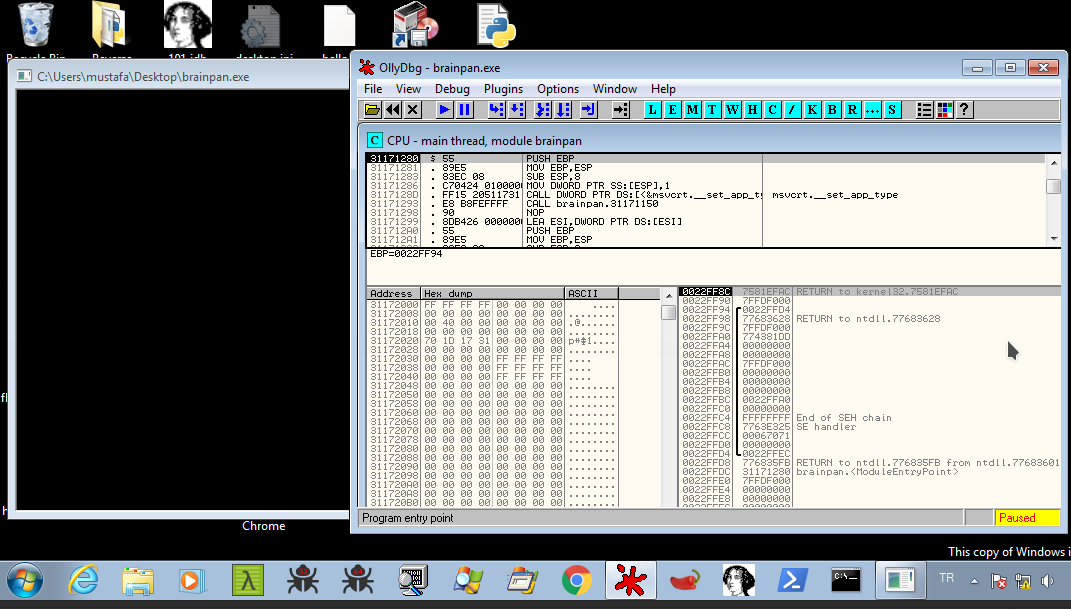 Recycle Bin
101.idb
desktop.ini
C:\Users\mustafa\Desktop\brainpan.exe
OllyDbg - brainpan.exe
File View Debug Plugins Options Window Help
L E M T W H C / K B R ... S ?
C CPU - main thread, module brainpan
31171280 $ 55 PUSH EBP
31171281 . 89E5 MOV EBP,ESP
31171283 . 83EC 08 SUB ESP,8
31171286 . C70424 0100000 MOV DWORD PTR SS:[ESP],1
3117128D . FF15 20511731 CALL DWORD PTR DS:[<&msvcrt.__set_app_ty msvcrt.__set_app_type
31171293 . E8 B8FEFFFF CALL brainpan.31171150
31171298 . 90 NOP
31171299 . 8DB426 0000000 LEA ESI,DWORD PTR DS:[ESI]
311712A0 . 55 PUSH EBP
311712A1 . 89E5 MOV EBP,ESP
EBP=0022FF94
Address Hex dump ASCII
31172000 FF FF FF FF 00 00 00 00 ....
31172008 00 00 00 00 00 00 00 00 ........
31172010 00 40 00 00 00 00 00 00 .@......
31172018 00 00 00 00 00 00 00 00 ........
31172020 70 1D 17 31 00 00 00 00 p#$1....
31172028 00 00 00 00 00 00 00 00 ........
31172030 00 00 00 00 FF FF FF FF ....
31172038 00 00 00 00 FF FF FF FF ....
31172040 00 00 00 00 FF FF FF FF ....
31172048 00 00 00 00 00 00 00 00 ........
31172050 00 00 00 00 00 00 00 00 ........
31172058 00 00 00 00 00 00 00 00 ........
31172060 00 00 00 00 00 00 00 00 ........
31172068 00 00 00 00 00 00 00 00 ........
31172070 00 00 00 00 00 00 00 00 ........
31172078 00 00 00 00 00 00 00 00 ........
31172080 00 00 00 00 00 00 00 00 ........
31172088 00 00 00 00 00 00 00 00 ........
31172090 00 00 00 00 00 00 00 00 ........
31172098 00 00 00 00 00 00 00 00 ........
311720A0 00 00 00 00 00 00 00 00 ........
311720A8 00 00 00 00 00 00 00 00 ........
311720B0 00 00 00 00 00 00 00 00 ........
0022FF8C 7581EFAC RETURN to kernel32.7581EFAC
0022FF90 7FFDF000
0022FF94 0022FFD4
0022FF98 77683628 RETURN to ntdll.77683628
0022FF9C 7FFDF000
0022FFA0 774381DD
0022FFA4 00000000
0022FFA8 00000000
0022FFAC 7FFDF000
0022FFB0 00000000
0022FFB4 00000000
0022FFB8 00000000
0022FFBC 0022FFA0
0022FFC0 00000000
0022FFC4 FFFFFFFF End of SEH chain
0022FFC8 7763E325 SE handler
0022FFCC 00067071
0022FFD0 00000000
0022FFD4 0022FFEC
0022FFD8 776835FB RETURN to ntdll.776835FB from ntdll.77683601
0022FFDC 31171280 brainpan.<ModuleEntryPoint>
0022FFE0 7FFDF000
0022FFE4 00000000
0022FFE8 00000000
Program entry point Paused
Chrome
This copy of Windows i
C:\_
TR